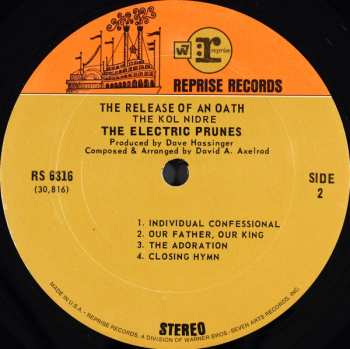 W7
r: reprise
REPRISE RECORDS
THE RELEASE OF AN OATH
THE KOL NIDRE
THE ELECTRIC PRUNES
Produced by Dave Hassinger
Composed & Arranged by David A. Axelrod
RS 6316
(30,816)
SIDE
2
1. INDIVIDUAL CONFESSIONAL
2. OUR FATHER, OUR KING
3. THE ADORATION
4. CLOSING HYMN
STEREO
MADE IN U.S.A. - REPRISE RECORDS, A DIVISION OF WARNER BROS.-SEVEN ARTS RECORDS, INC.